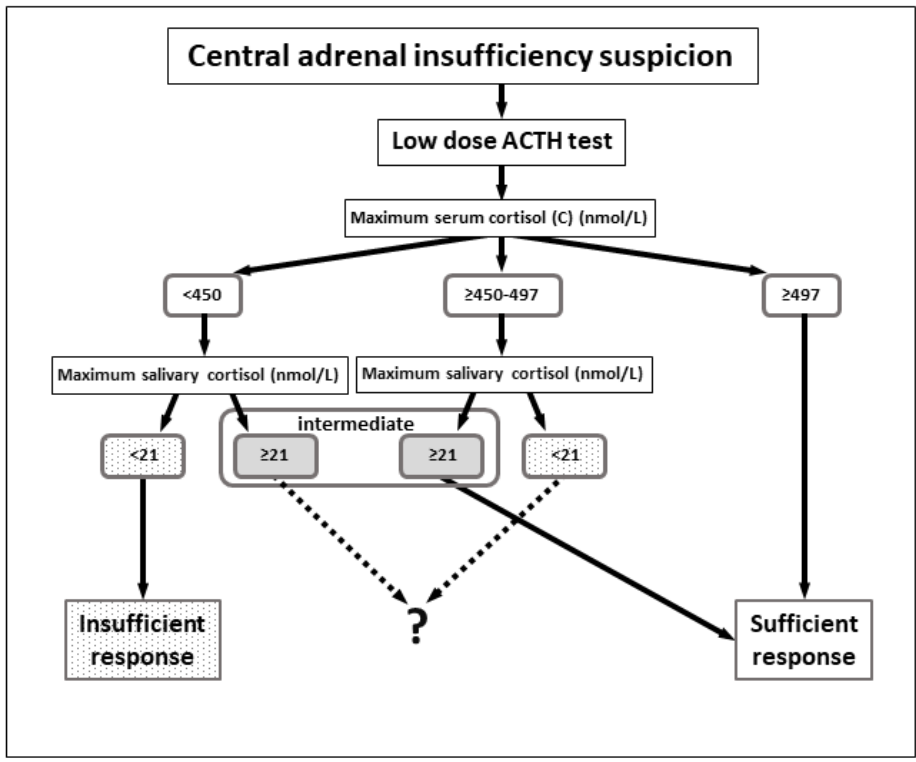 Central adrenal insufficiency suspicion
Low dose ACTH test
Maximum serum cortisol (C) (nmol/L)
<450
≥450-497
≥497
Maximum salivary cortisol (nmol/L)
Maximum salivary cortisol (nmol/L)
intermediate
<21
≥21
≥21
<21
?
Insufficient
response
Sufficient
response